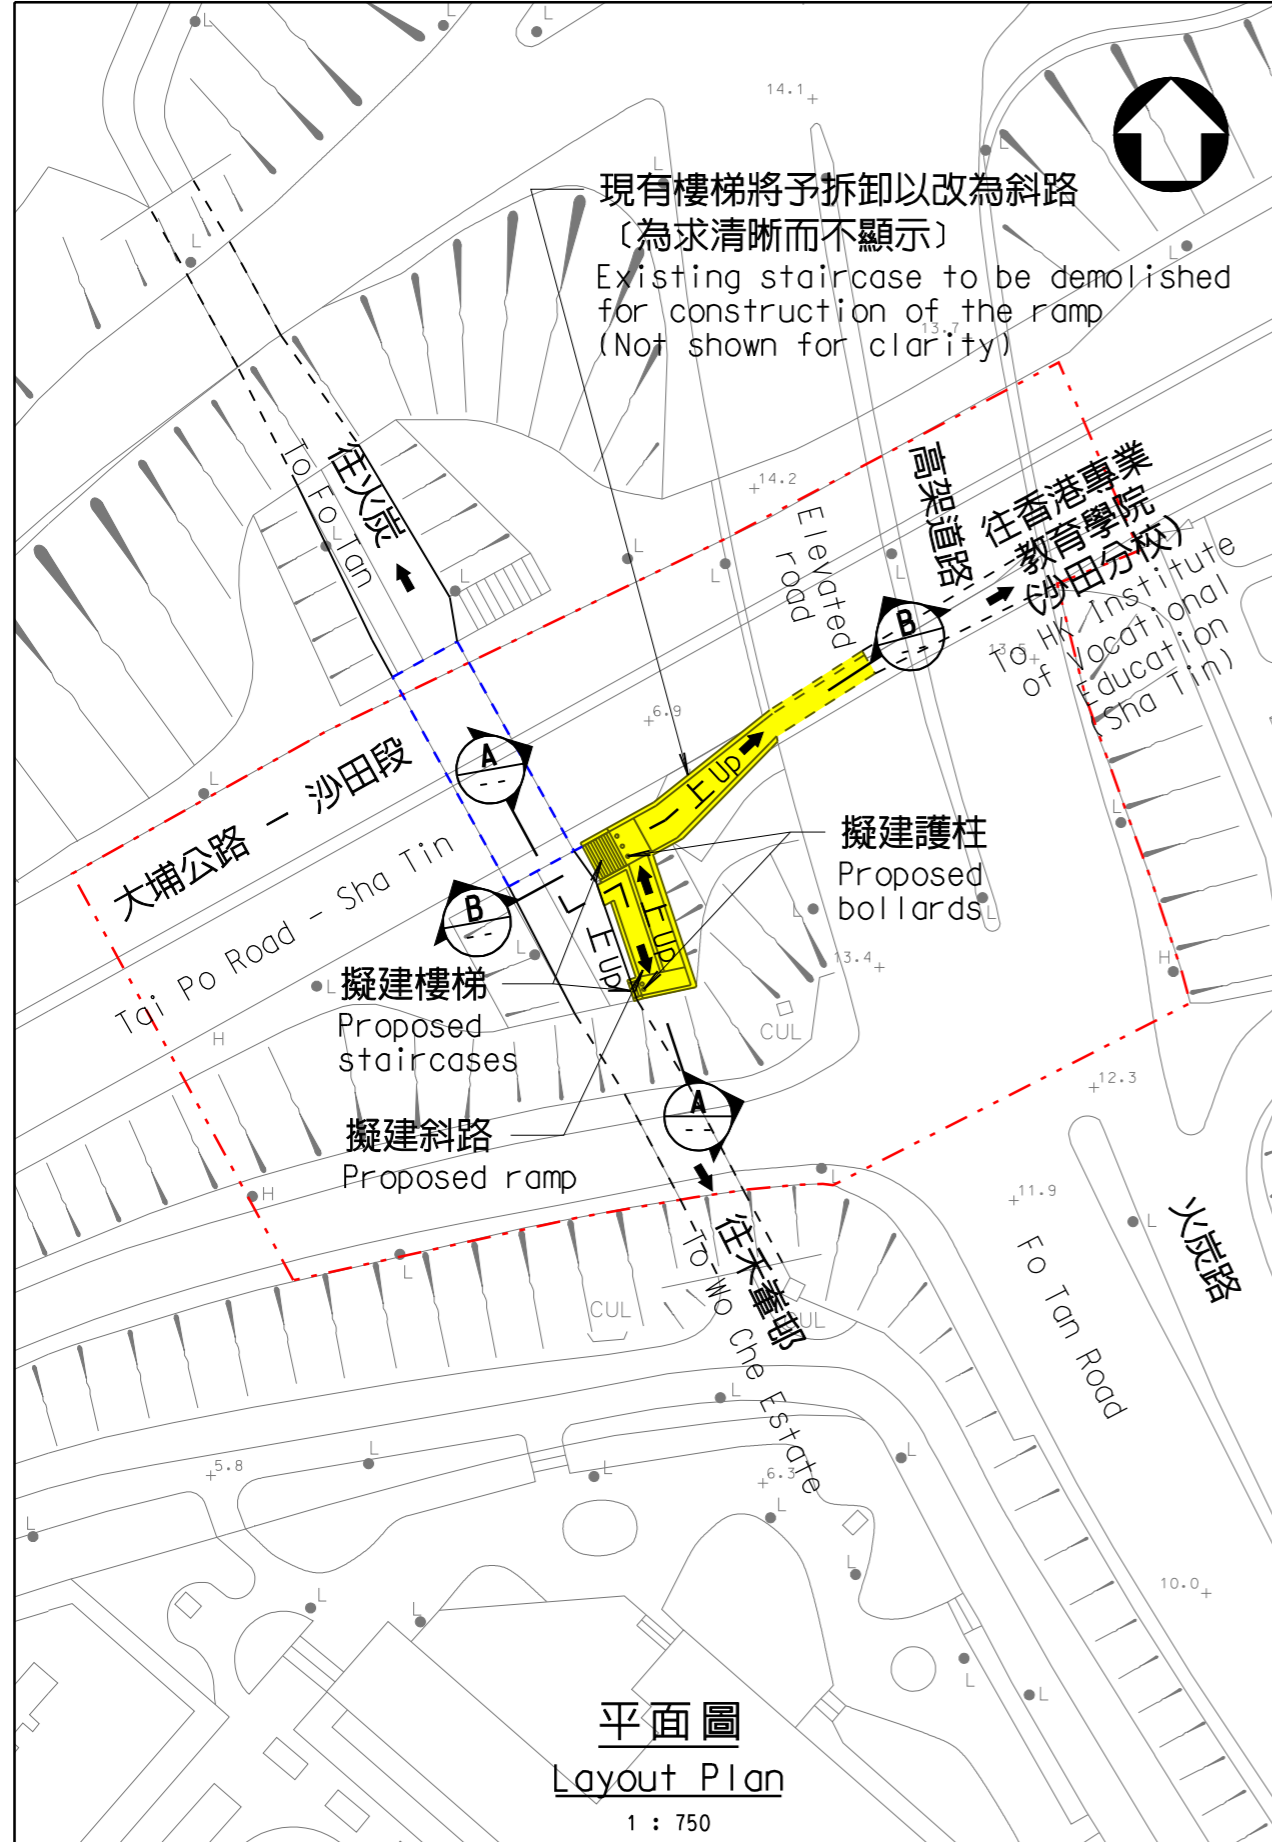 14.1
L
L
L
現有樓梯將予拆卸以改為斜路
〔為求清晰而不顯示〕
Existing staircase to be demolished
for construction of the ramp
(Not shown for clarity)
13.7
L
L
L
L
往火炭
To Fo Tan
14.2
高架道路
Elevated
road
往香港專業
教育學院
(沙田分校)
To HK Institute
of Vocational
Education
(Sha Tin)
13.5
L
L
L
L
L
B
6.9
A
--
大埔公路 - 沙田段
Tai Po Road - Sha Tin
L
上 Up
擬建護柱
Proposed
bollards
L
L
L
B
--
上 Up
上 Up
L
13.4
H
擬建樓梯
Proposed
staircases
L
H
CUL
12.3
A
--
擬建斜路
Proposed ramp
H
L
11.9
L
火炭路
Fo Tan Road
往禾輋邨
To Wo Che Estate
L
CUL
CUL
L
5.8
L
L
6.3
L
L
L
L
10.0
L
L
L
L
平面圖
Layout Plan
1 : 750